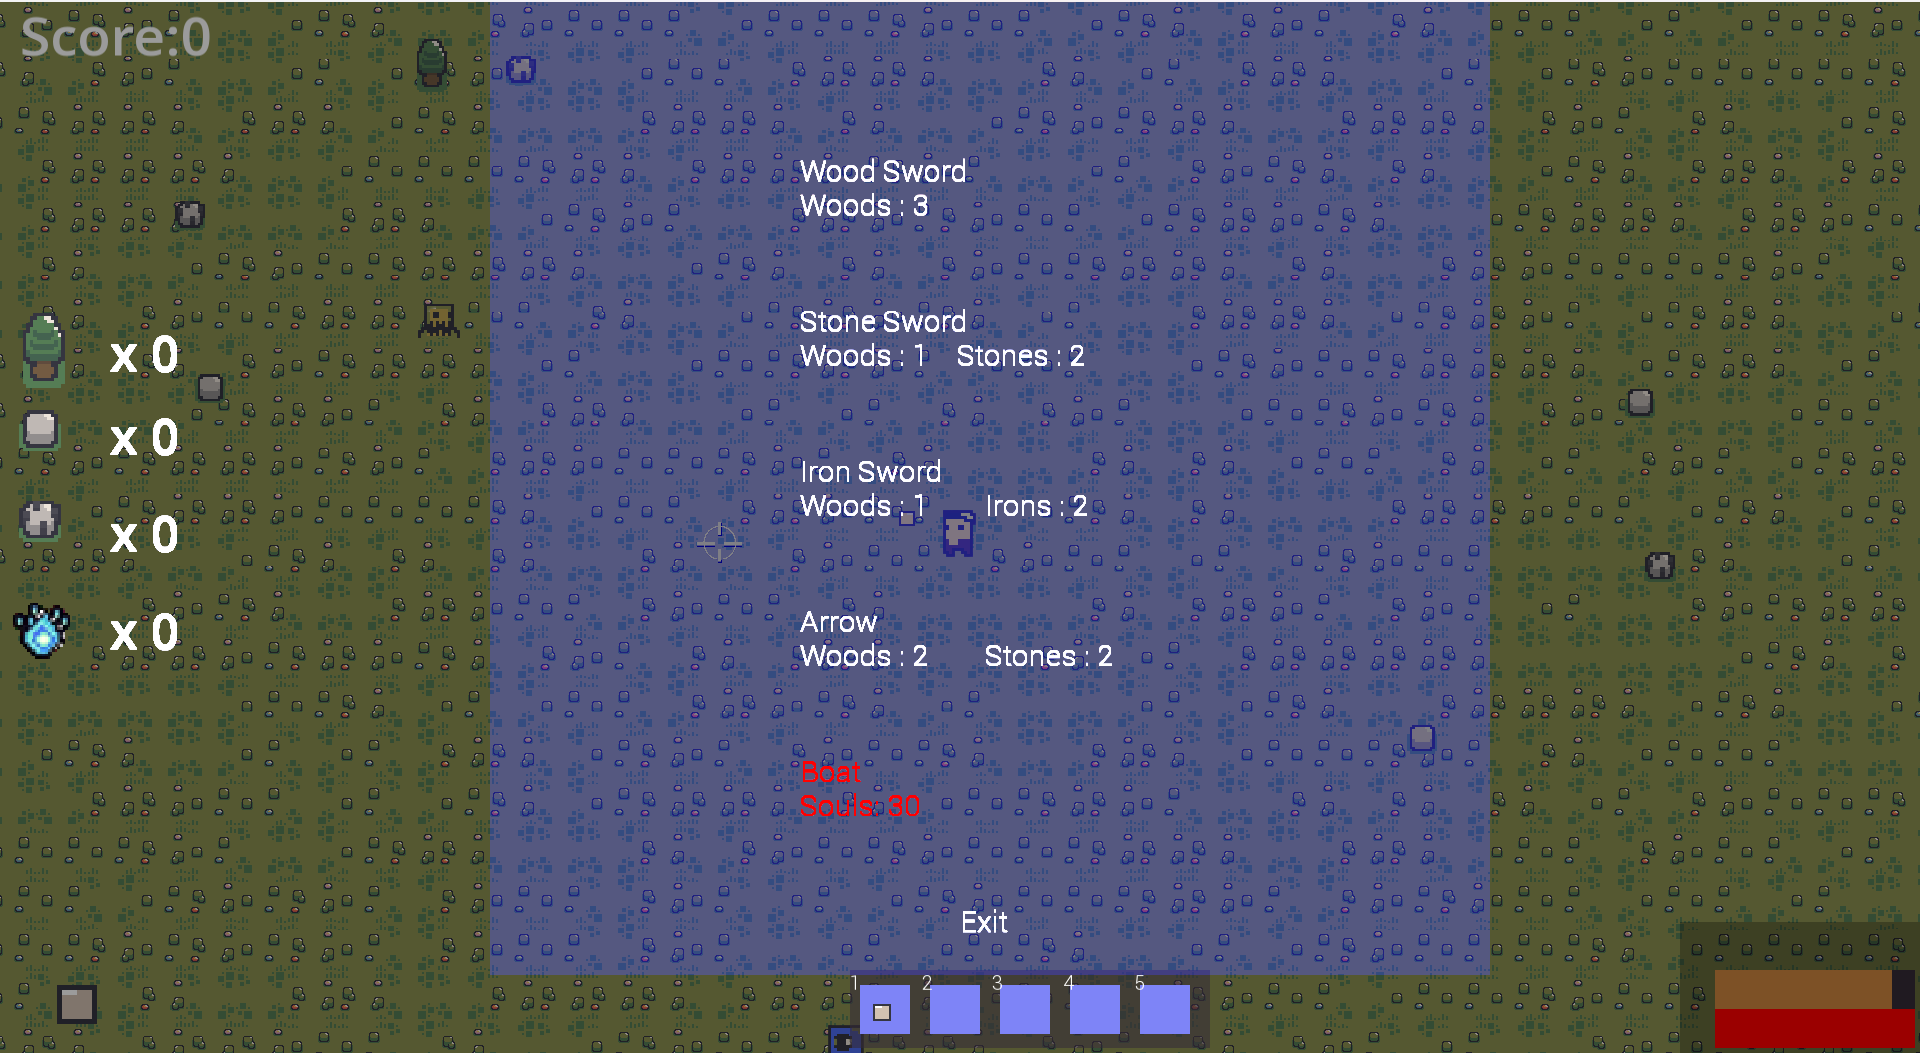 Score:0
Wood Sword
Woods : 3
Stone Sword
Woods : 1 Stones : 2
x 0
x 0
Iron Sword
Woods : 1 Irons : 2
x 0
Arrow
Woods : 2 Stones : 2
x 0
Boat
Souls: 30
Exit
1 2 3 4 5